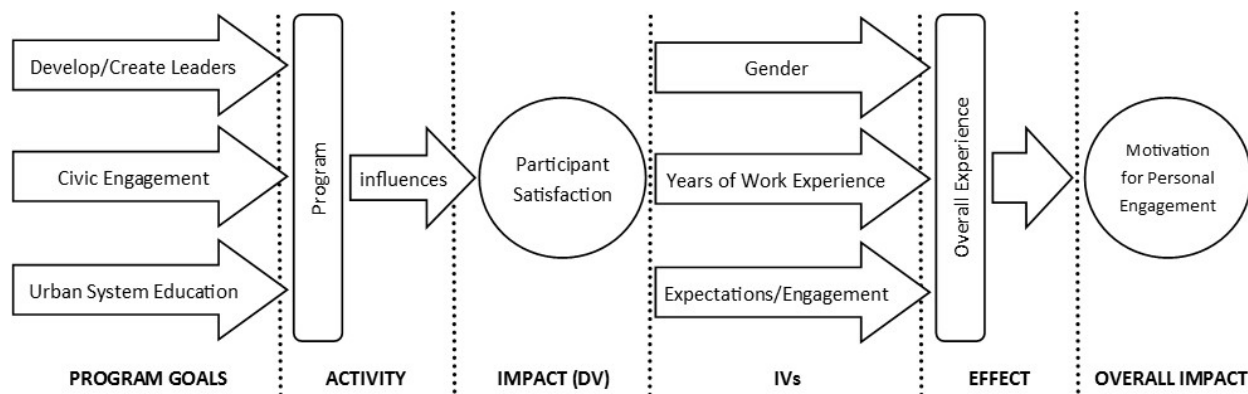 Develop/Create Leaders
Civic Engagement
Urban System Education
Program
influences
Participant
Satisfaction
Gender
Years of Work Experience
Expectations/Engagement
Overall Experience
Motivation
for Personal
Engagement
PROGRAM GOALS
ACTIVITY
IMPACT (DV)
IVs
EFFECT
OVERALL IMPACT